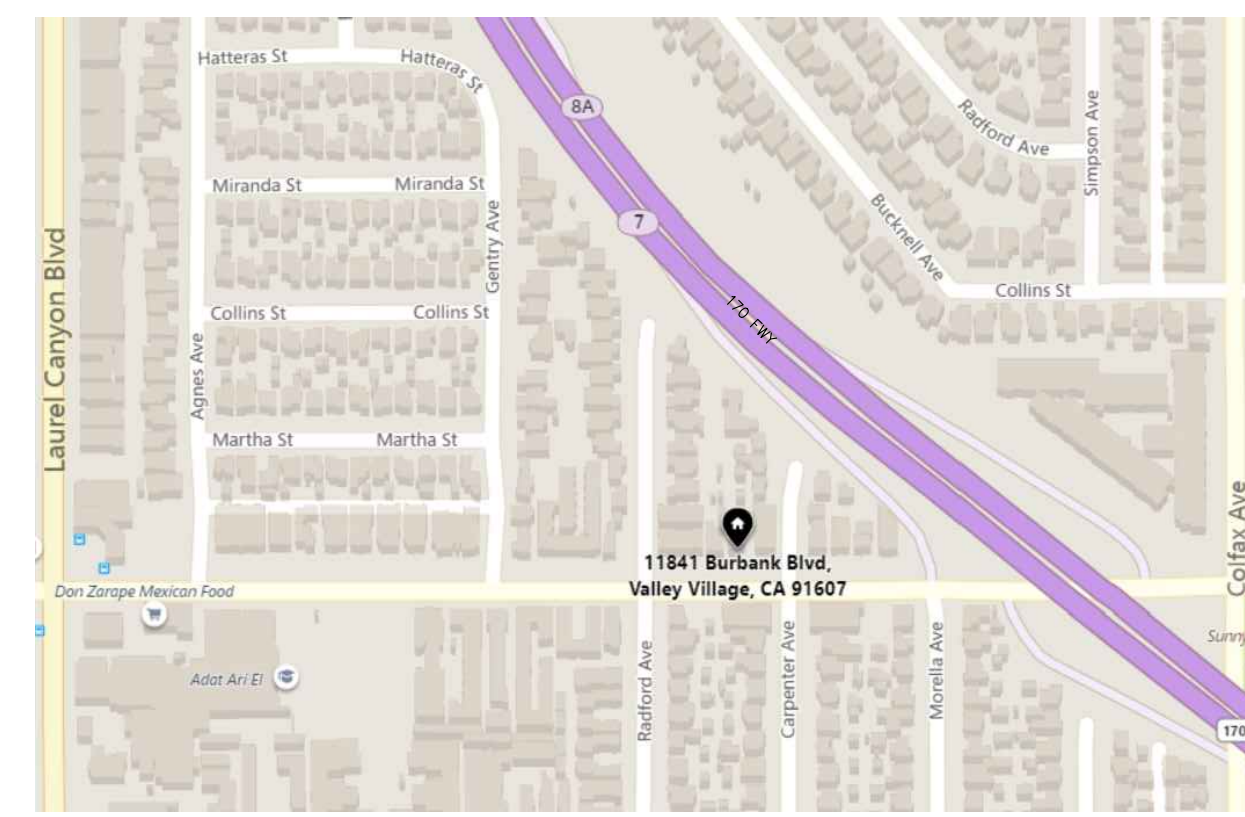 Hatteras St
Hatteras St
8A
Radford Ave
Simpson Ave
Miranda St
Miranda St
7
Gentry Ave
Bucknell Ave
Laurel Canyon Blvd
Collins St
Collins St
Collins St
170 FWY
Agnes Ave
Martha St
Martha St
Colfax Ave
11841 Burbank Blvd,
Valley Village, CA 91607
Don Zarape Mexican Food
Adat Ari El
Radford Ave
Carpenter Ave
Morella Ave
Sunny
170